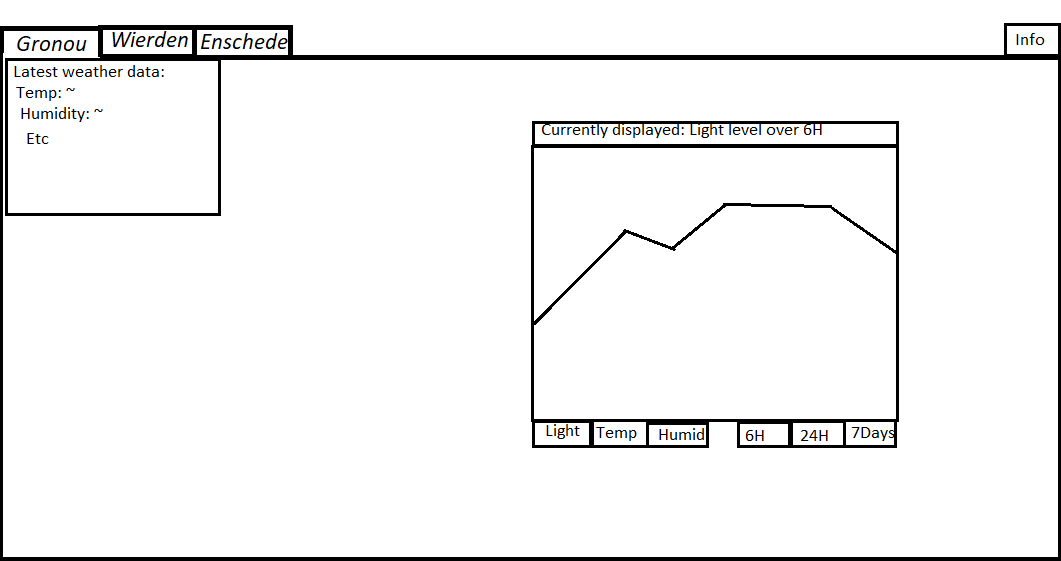 Gronou Wierden Enschede Info
Latest weather data:
Temp: ~
Humidity: ~
Etc
Currently displayed: Light level over 6H
Light Temp Humid 6H 24H 7Days